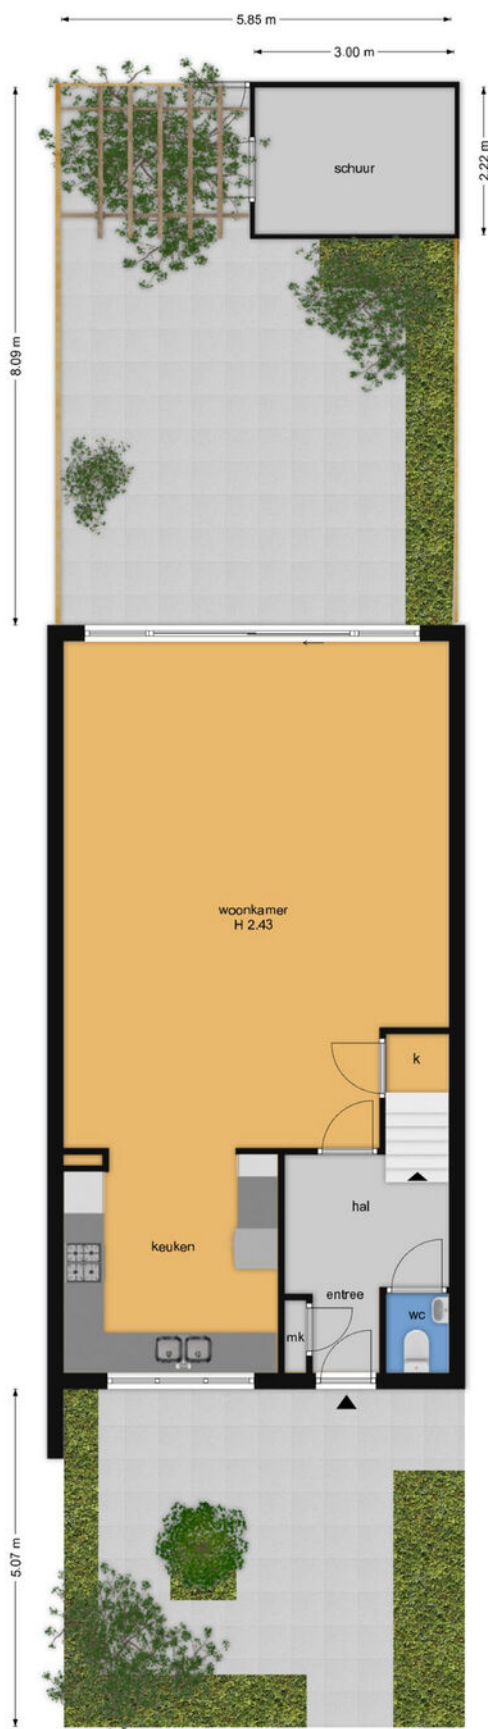 5.85 m
3.00 m
schuur
2.22 m
8.09 m
woonkamer
H 2.43
k
hal
keuken
entree
wc
mk
5.07 m